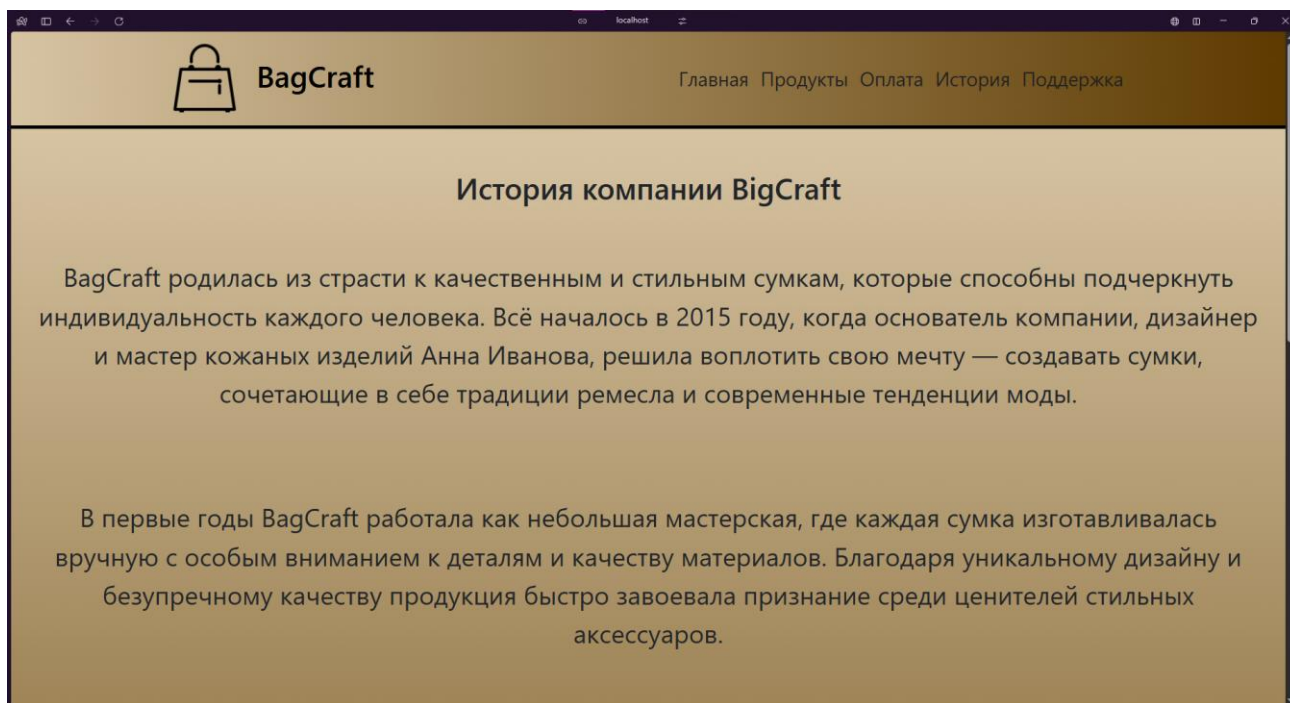 localhost
BagCraft
Главная Продукты Оплата История Поддержка
История компании BigCraft
BagCraft родилась из страсти к качественным и стильным сумкам, которые способны подчеркнуть
индивидуальность каждого человека. Всё началось в 2015 году, когда основатель компании, дизайнер
и мастер кожаных изделий Анна Иванова, решила воплотить свою мечту — создавать сумки,
сочетающие в себе традиции ремесла и современные тенденции моды.
В первые годы BagCraft работала как небольшая мастерская, где каждая сумка изготавливалась
вручную с особым вниманием к деталям и качеству материалов. Благодаря уникальному дизайну и
безупречному качеству продукция быстро завоевала признание среди ценителей стильных
аксессуаров.